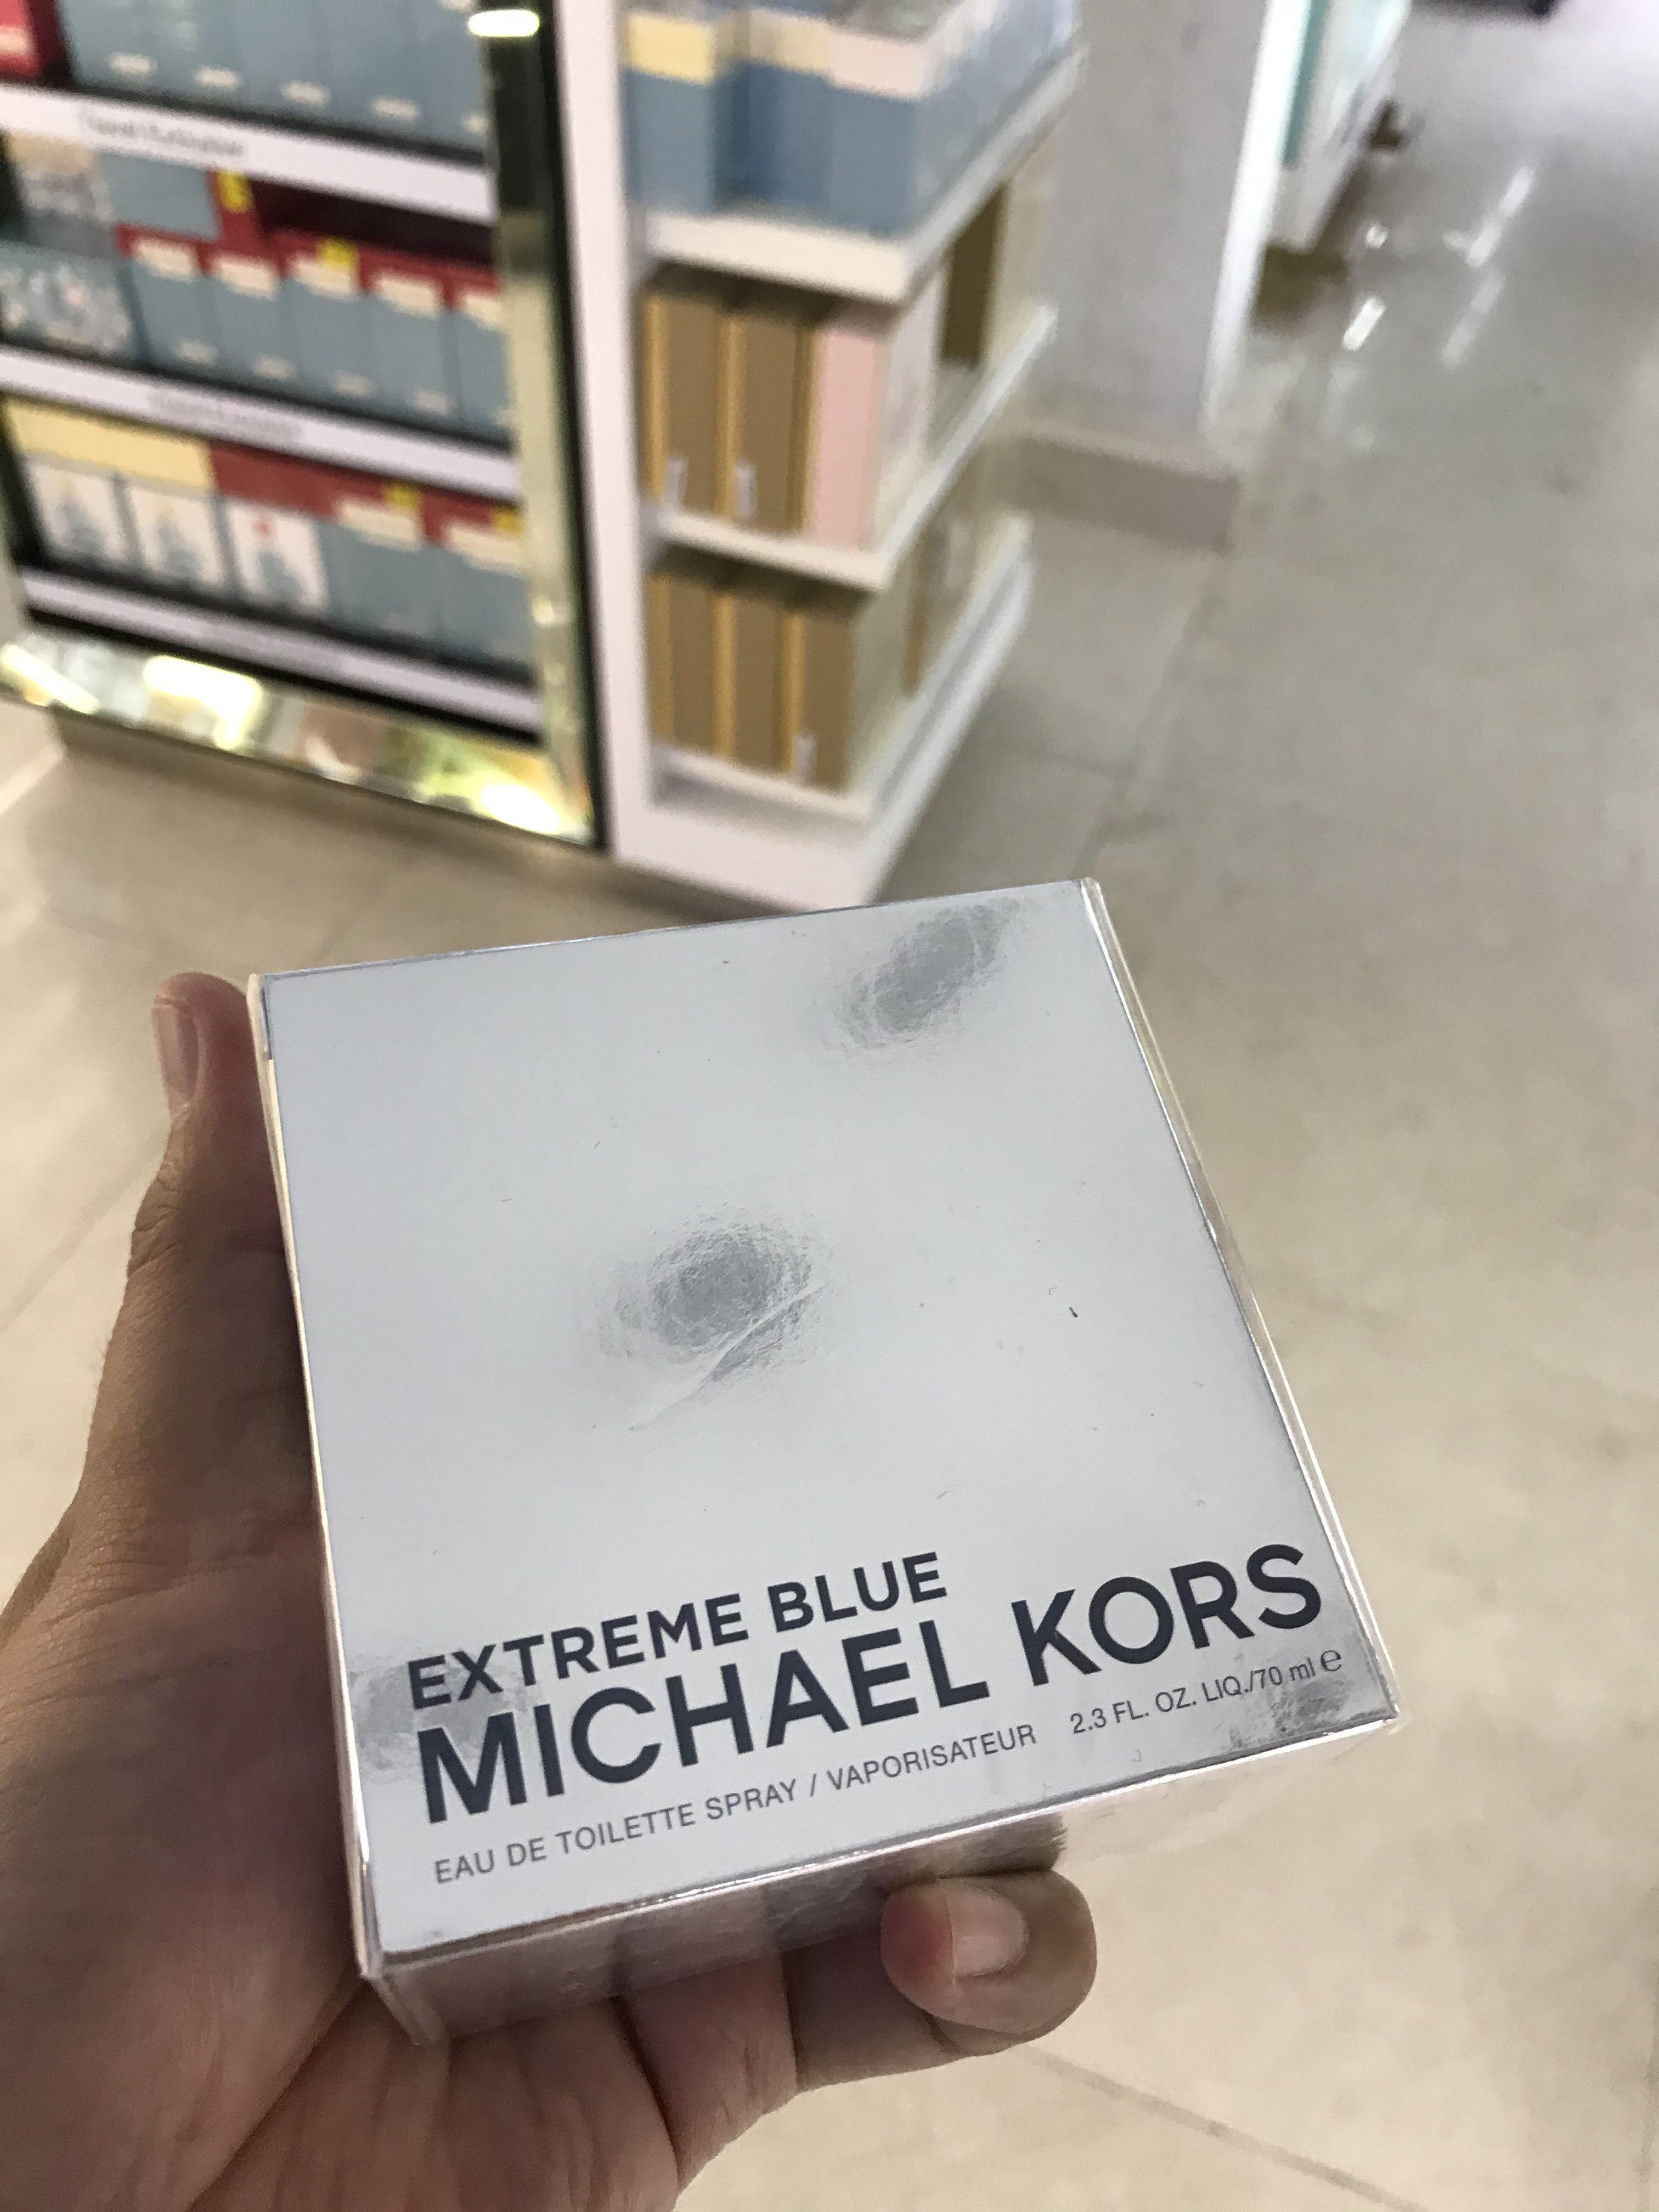 EXTREME BLUE
MICHAEL KORS
EAU DE TOILETTE SPRAY / VAPORISATEUR 2.3 FL. OZ. LIQ./70 ml ℮